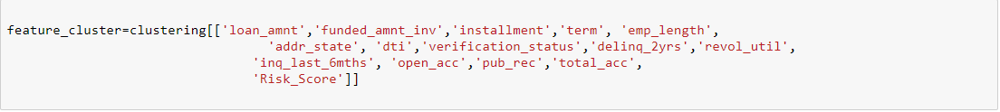 feature_cluster=clustering[['loan_amnt','funded_amnt_inv','installment','term', 'emp_length',
'addr_state', 'dti','verification_status','delinq_2yrs','revol_util',
'inq_last_6mths', 'open_acc','pub_rec','total_acc',
'Risk_Score']]